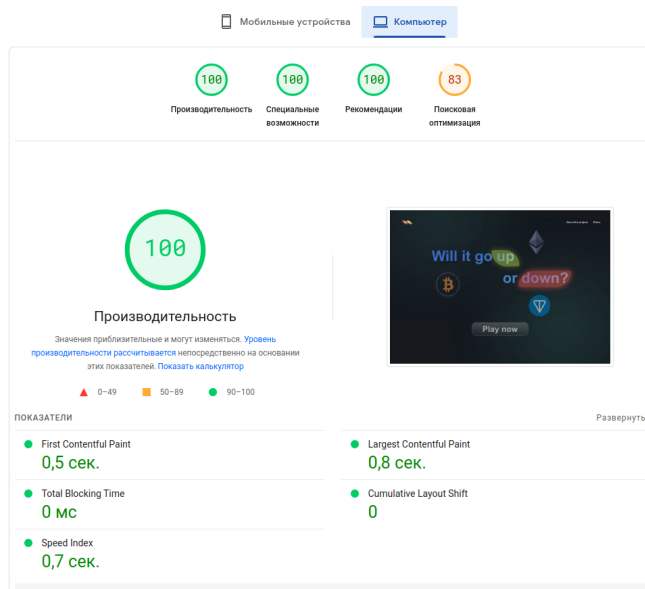 Мобильные устройства
Компьютер
100
100
100
83
Производительность
Специальные
возможности
Рекомендации
Поисковая
оптимизация
100
Производительность
Значения приблизительные и могут изменяться. Уровень
производительности рассчитывается непосредственно на основании
этих показателей. Показать калькулятор
0–49
50–89
90–100
Will it go up
or down?
Play now
ПОКАЗАТЕЛИ
Развернуть
First Contentful Paint
0,5 сек.
Largest Contentful Paint
0,8 сек.
Total Blocking Time
0 мс
Cumulative Layout Shift
0
Speed Index
0,7 сек.